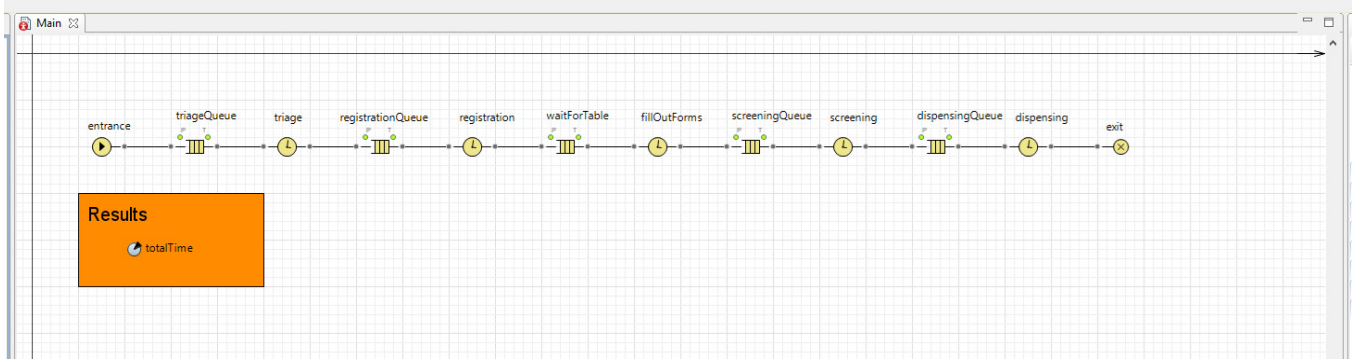 Main
entrance
triageQueue
triage
registrationQueue
registration
waitForTable
fillOutForms
screeningQueue
screening
dispensingQueue
dispensing
exit
Results
totalTime